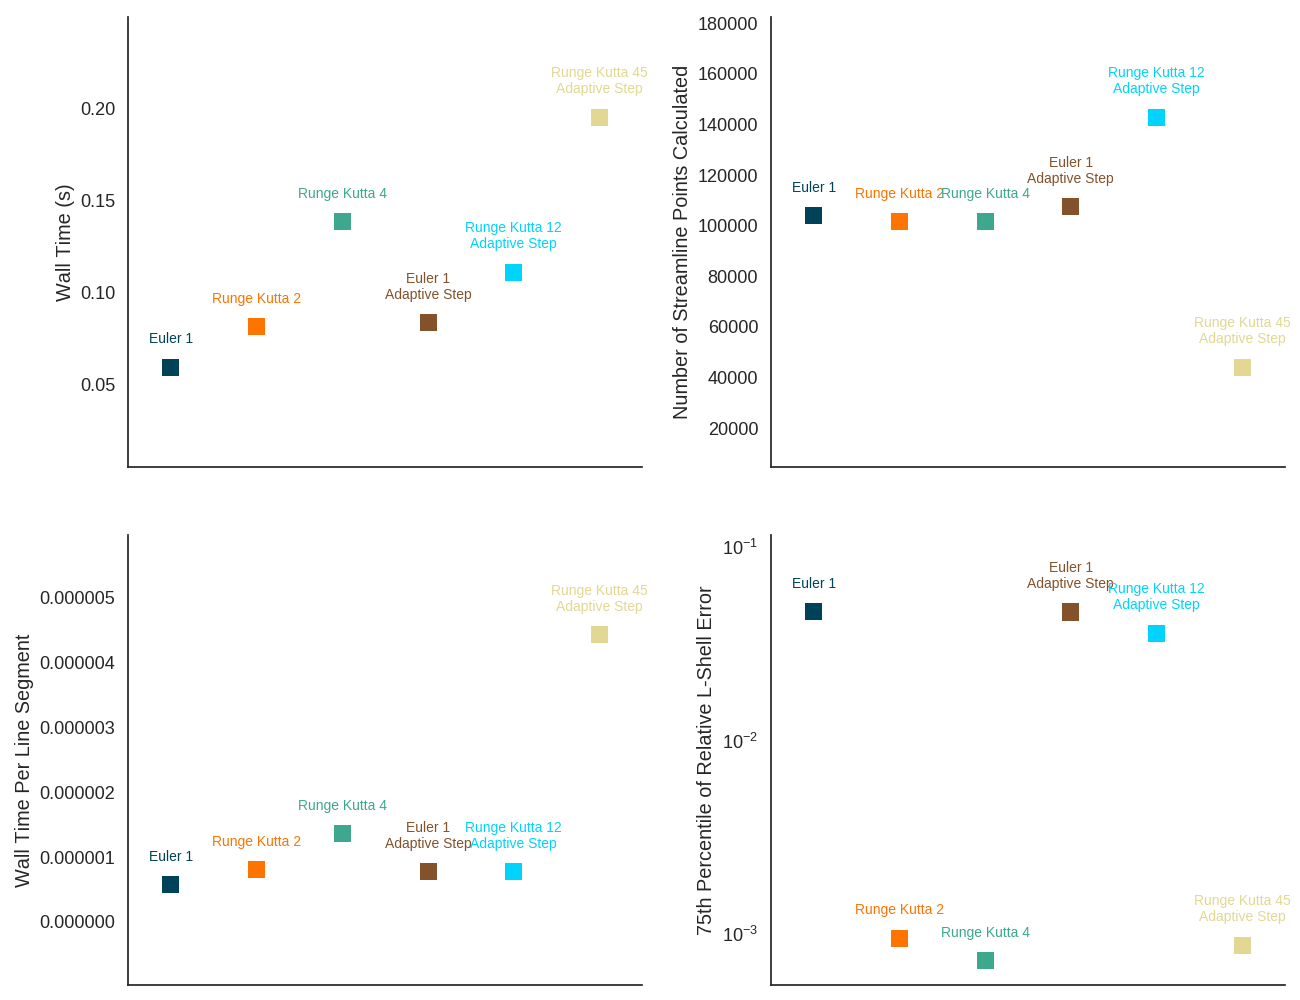 Wall Time (s)
0.20
0.15
0.10
0.05
Runge Kutta 45
Adaptive Step
Runge Kutta 4
Runge Kutta 12
Adaptive Step
Euler 1
Adaptive Step
Runge Kutta 2
Euler 1
Number of Streamline Points Calculated
180000
160000
140000
120000
100000
80000
60000
40000
20000
Runge Kutta 12
Adaptive Step
Euler 1
Adaptive Step
Euler 1
Runge Kutta 2
Runge Kutta 4
Runge Kutta 45
Adaptive Step
Wall Time Per Line Segment
0.000005
0.000004
0.000003
0.000002
0.000001
0.000000
Runge Kutta 45
Adaptive Step
Runge Kutta 4
Euler 1
Adaptive Step
Runge Kutta 12
Adaptive Step
Runge Kutta 2
Euler 1
75th Percentile of Relative L-Shell Error
10⁻¹
10⁻²
10⁻³
Euler 1
Euler 1
Adaptive Step
Runge Kutta 12
Adaptive Step
Runge Kutta 2
Runge Kutta 4
Runge Kutta 45
Adaptive Step